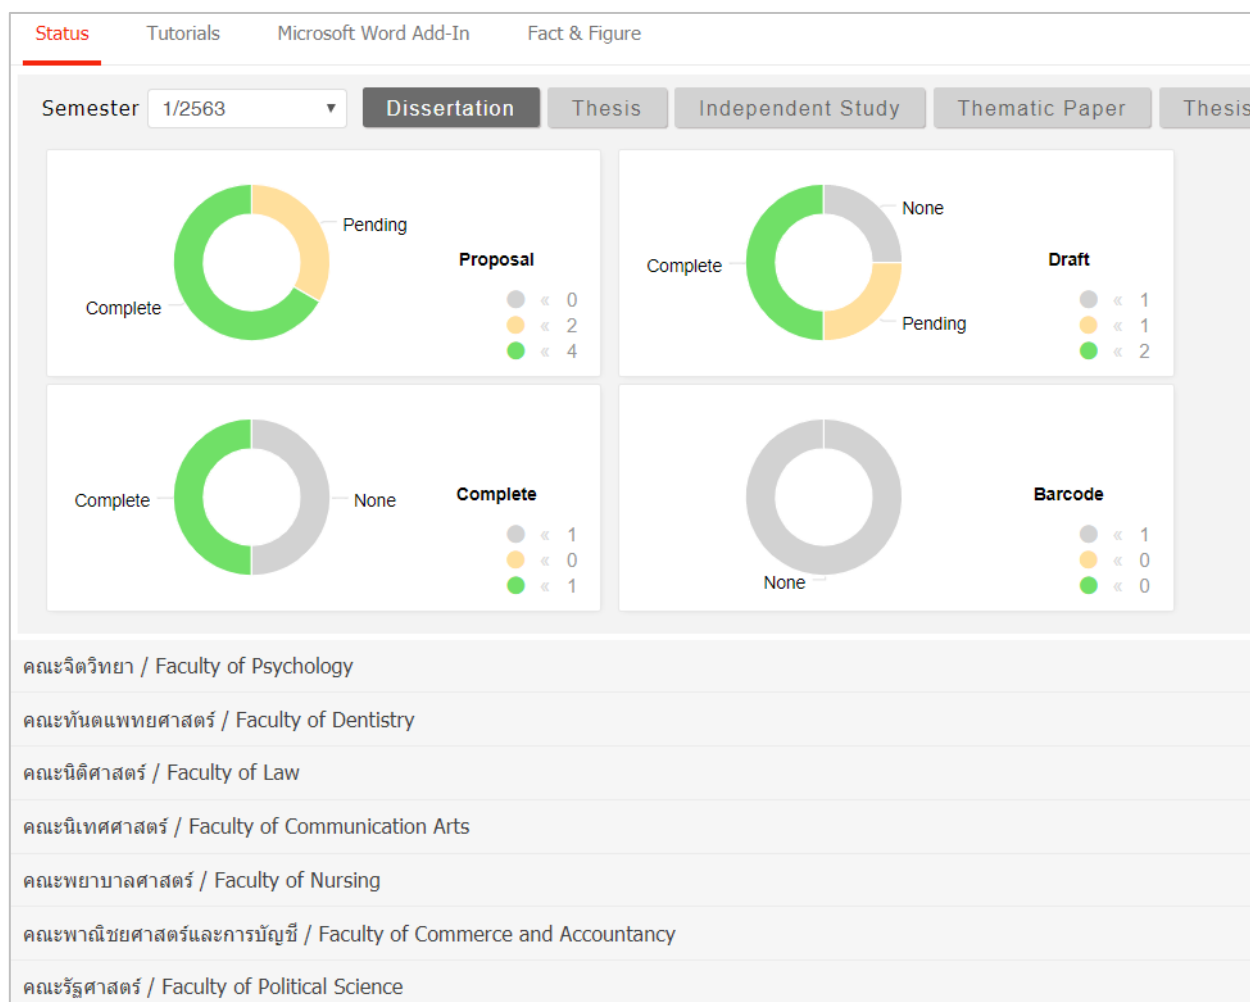 Status Tutorials Microsoft Word Add-In Fact & Figure
Semester 1/2563 Dissertation Thesis Independent Study Thematic Paper Thesis
Pending
Complete
Proposal
« 0
« 2
« 4
None
Complete
Pending
Draft
« 1
« 1
« 2
Complete
None
Complete
« 1
« 0
« 1
None
Barcode
« 1
« 0
« 0
คณะจิตวิทยา / Faculty of Psychology
คณะทันตแพทยศาสตร์ / Faculty of Dentistry
คณะนิติศาสตร์ / Faculty of Law
คณะนิเทศศาสตร์ / Faculty of Communication Arts
คณะพยาบาลศาสตร์ / Faculty of Nursing
คณะพาณิชยศาสตร์และการบัญชี / Faculty of Commerce and Accountancy
คณะรัฐศาสตร์ / Faculty of Political Science